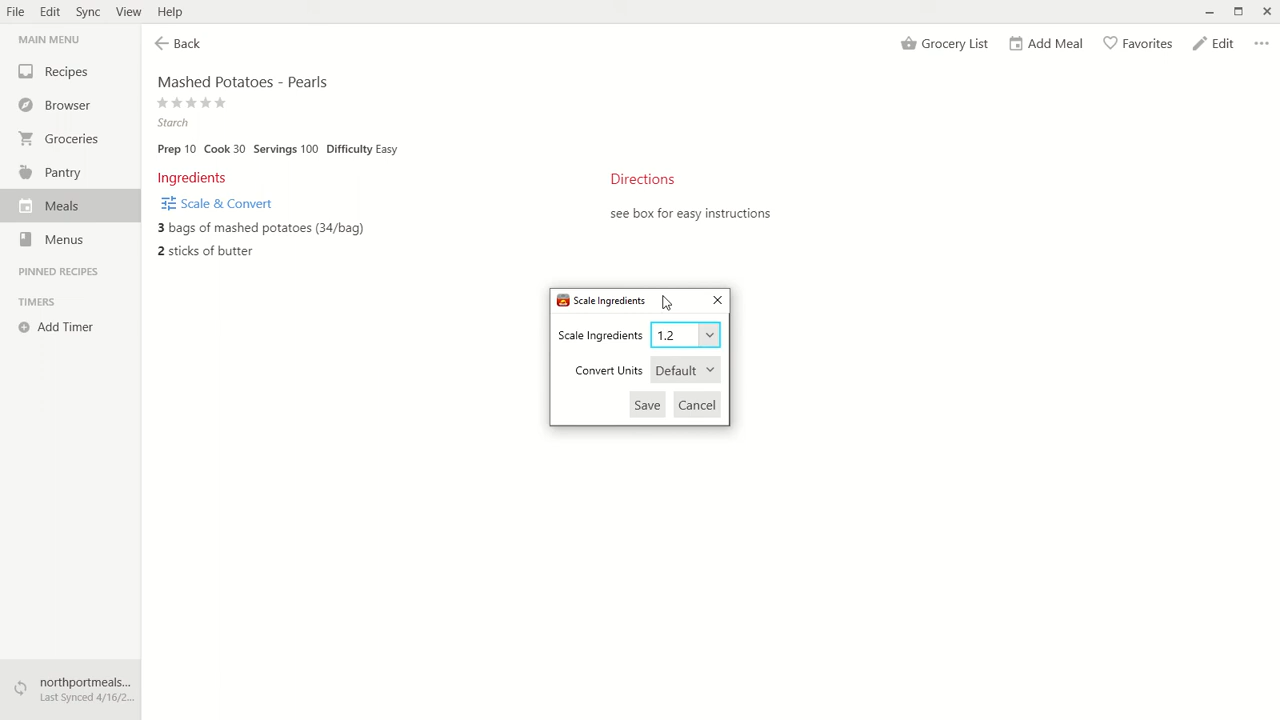 File Edit Sync View Help
MAIN MENU
Recipes
Browser
Groceries
Pantry
Meals
Menus
PINNED RECIPES
TIMERS
Add Timer
northportmeals...
Last Synced 4/16/2...
Back
Grocery List Add Meal Favorites Edit
Mashed Potatoes - Pearls
Starch
Prep 10 Cook 30 Servings 100 Difficulty Easy
Ingredients
Scale & Convert
3 bags of mashed potatoes (34/bag)
2 sticks of butter
Directions
see box for easy instructions
Scale Ingredients
Scale Ingredients 1.2
Convert Units Default
Save Cancel